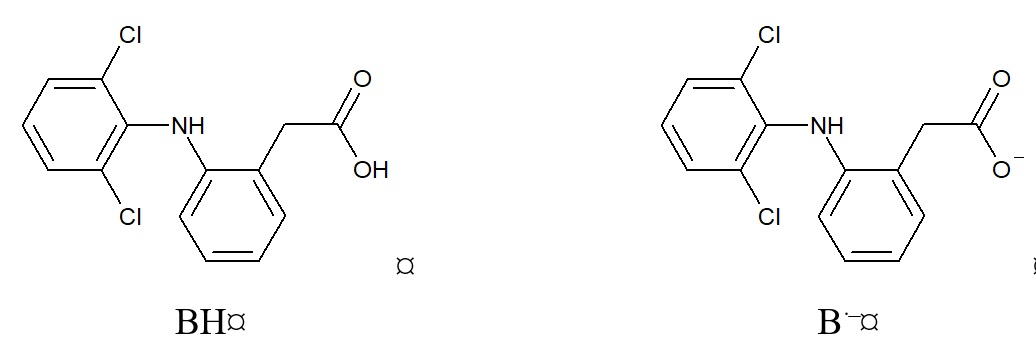 Cl Cl
O O
NH NH
OH O⁻
Cl Cl
¤ ¤
BH¤ B·⁻¤